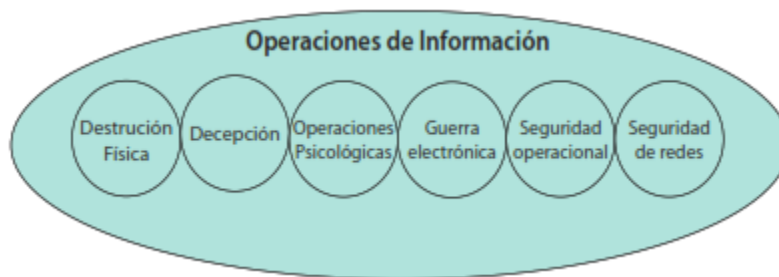 Operaciones de Información
Destrución
Física
Decepción
Operaciones
Psicológicas
Guerra
electrónica
Seguridad
operacional
Seguridad
de redes